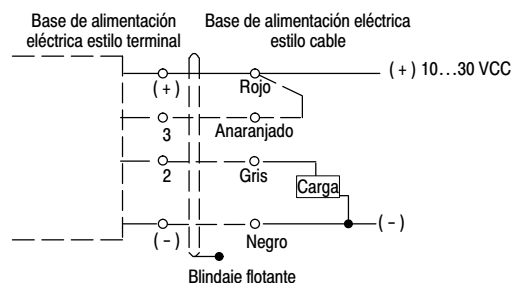 Base de alimentación
eléctrica estilo terminal
Base de alimentación eléctrica
estilo cable
(+)
Rojo
(+) 10...30 VCC
3
Anaranjado
2
Gris
Carga
(-)
Negro
(-)
Blindaje flotante